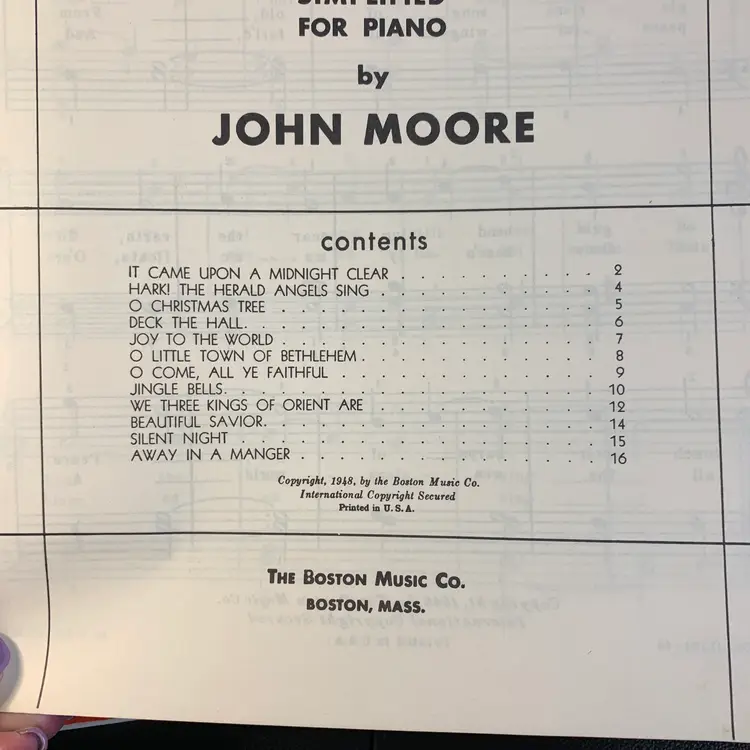 SIMPLIFIED
FOR PIANO
by
JOHN MOORE
contents
IT CAME UPON A MIDNIGHT CLEAR . . . . . . . . . 2
HARK! THE HERALD ANGELS SING . . . . . . . . . . 4
O CHRISTMAS TREE . . . . . . . . . . . . . . 5
DECK THE HALL. . . . . . . . . . . . . . . . 6
JOY TO THE WORLD . . . . . . . . . . . . . . 7
O LITTLE TOWN OF BETHLEHEM . . . . . . . . . . 8
O COME, ALL YE FAITHFUL . . . . . . . . . . . 9
JINGLE BELLS. . . . . . . . . . . . . . . . . 10
WE THREE KINGS OF ORIENT ARE . . . . . . . . . . 12
BEAUTIFUL SAVIOR. . . . . . . . . . . . . . . 14
SILENT NIGHT . . . . . . . . . . . . . . . . 15
AWAY IN A MANGER . . . . . . . . . . . . . . 16
Copyright, 1948, by the Boston Music Co.
International Copyright Secured
Printed in U. S. A.
THE BOSTON MUSIC CO.
BOSTON, MASS.